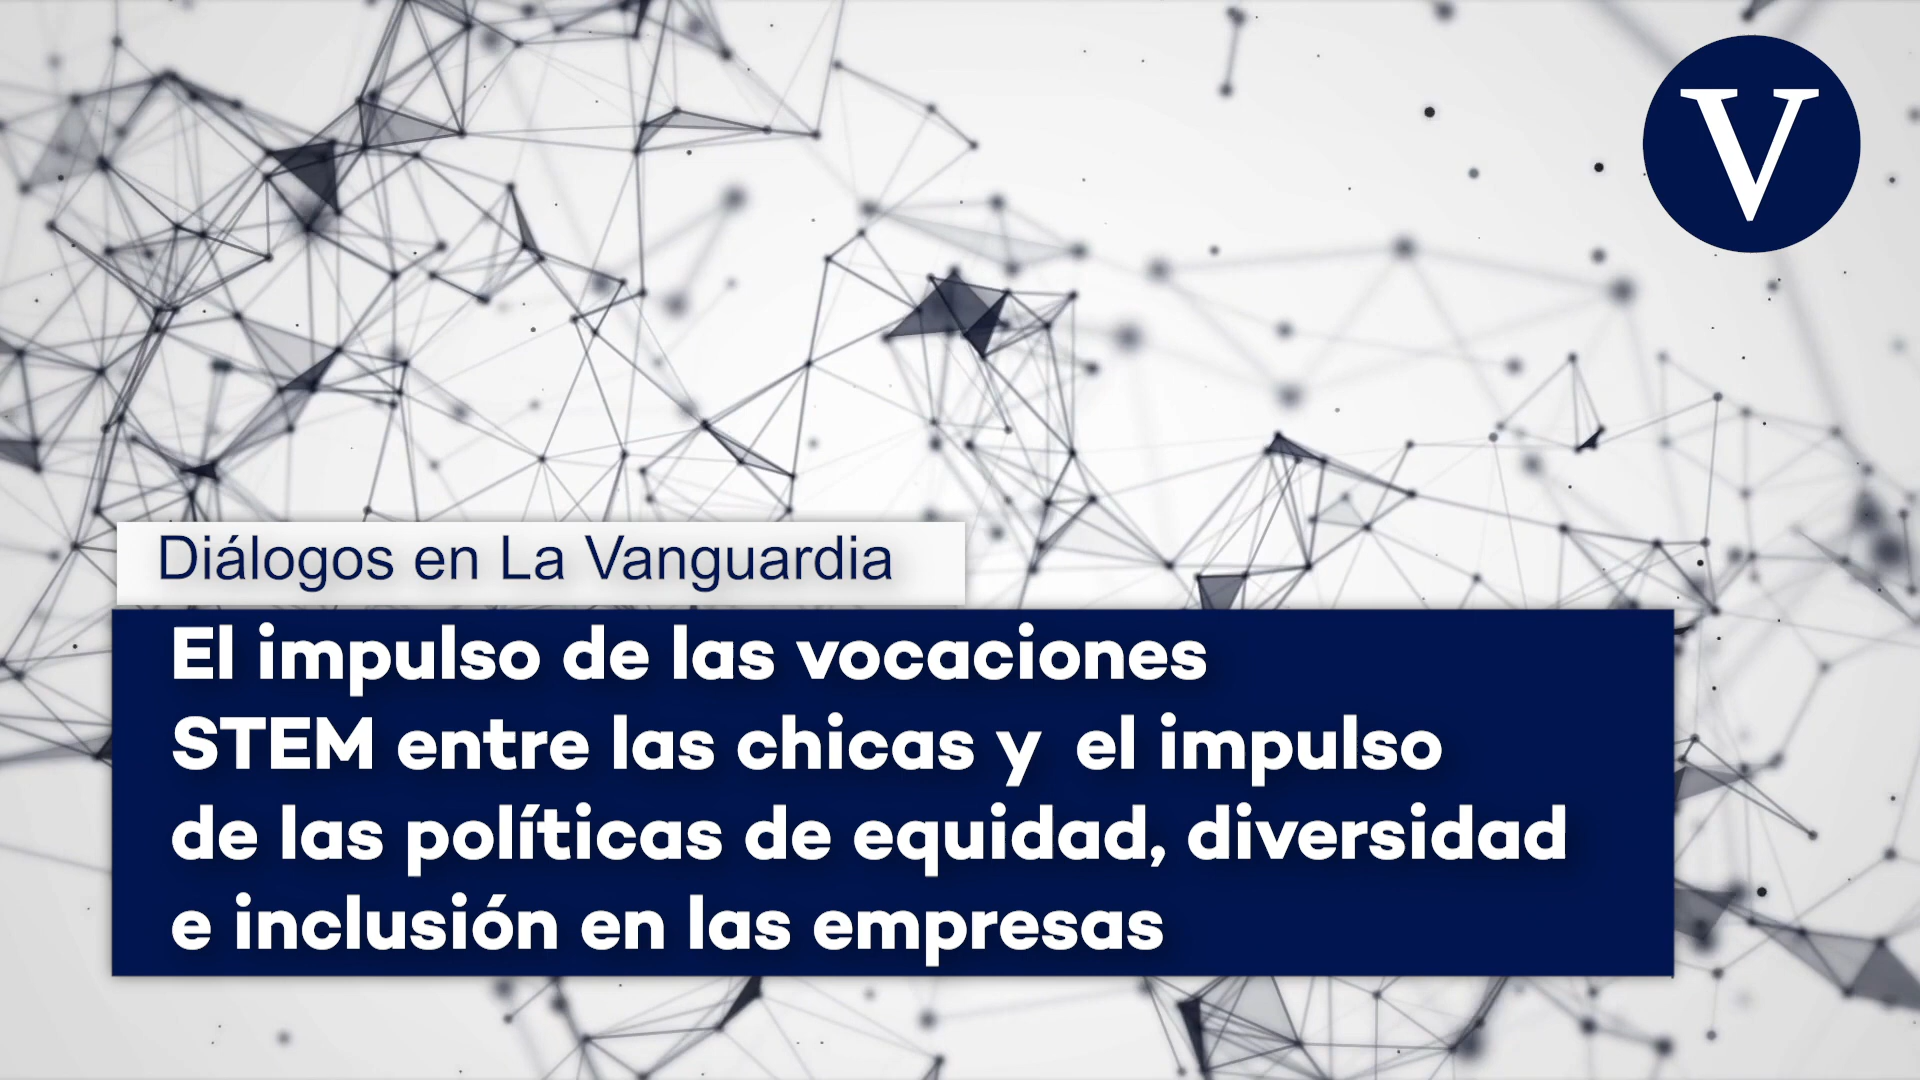 V
Diálogos en La Vanguardia
El impulso de las vocaciones
STEM entre las chicas y  el impulso
de las políticas de equidad, diversidad
e inclusión en las empresas